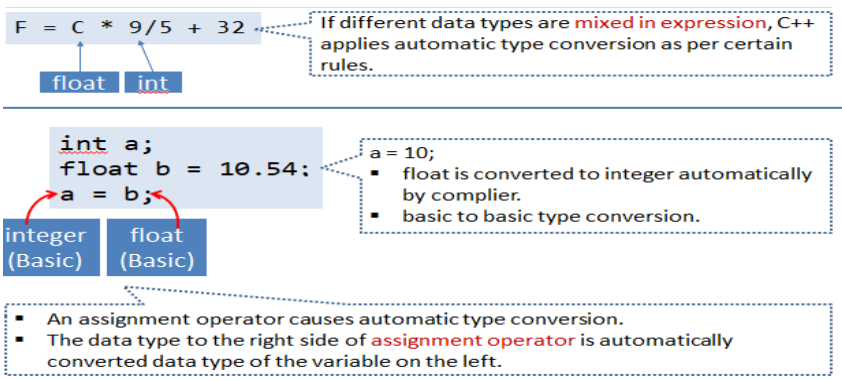 F = C * 9/5 + 32
If different data types are mixed in expression, C++
applies automatic type conversion as per certain
rules.
float
int
int a;
float b = 10.54;
a = b;
a = 10;
▪ float is converted to integer automatically
by complier.
▪ basic to basic type conversion.
integer
(Basic)
float
(Basic)
▪ An assignment operator causes automatic type conversion.
▪ The data type to the right side of assignment operator is automatically
converted data type of the variable on the left.